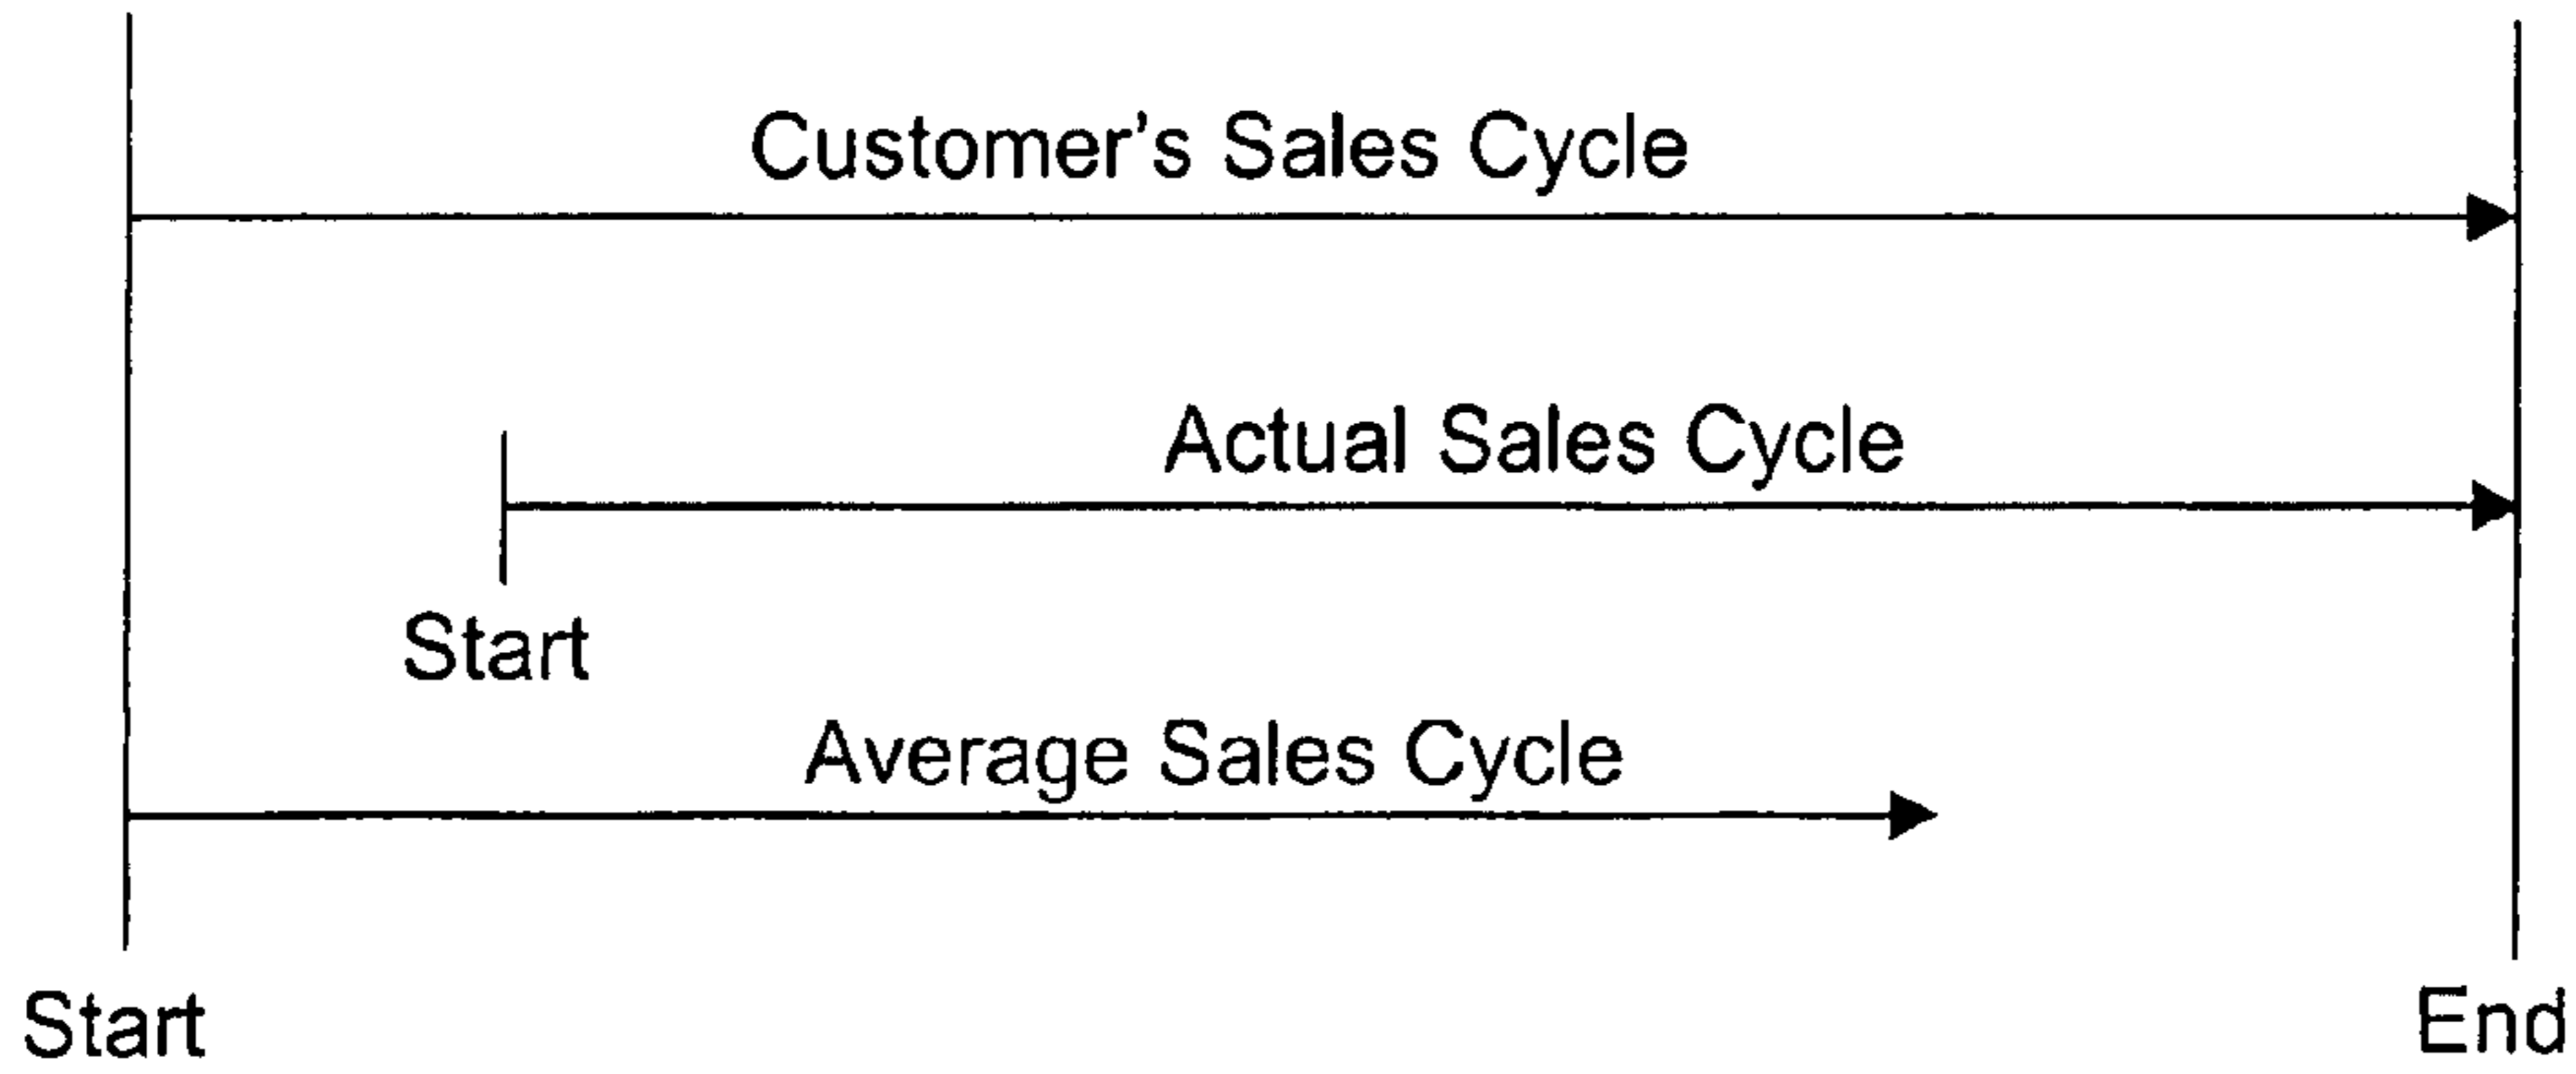 Customer's Sales Cycle
Actual Sales Cycle
Start
Average Sales Cycle
Start
End